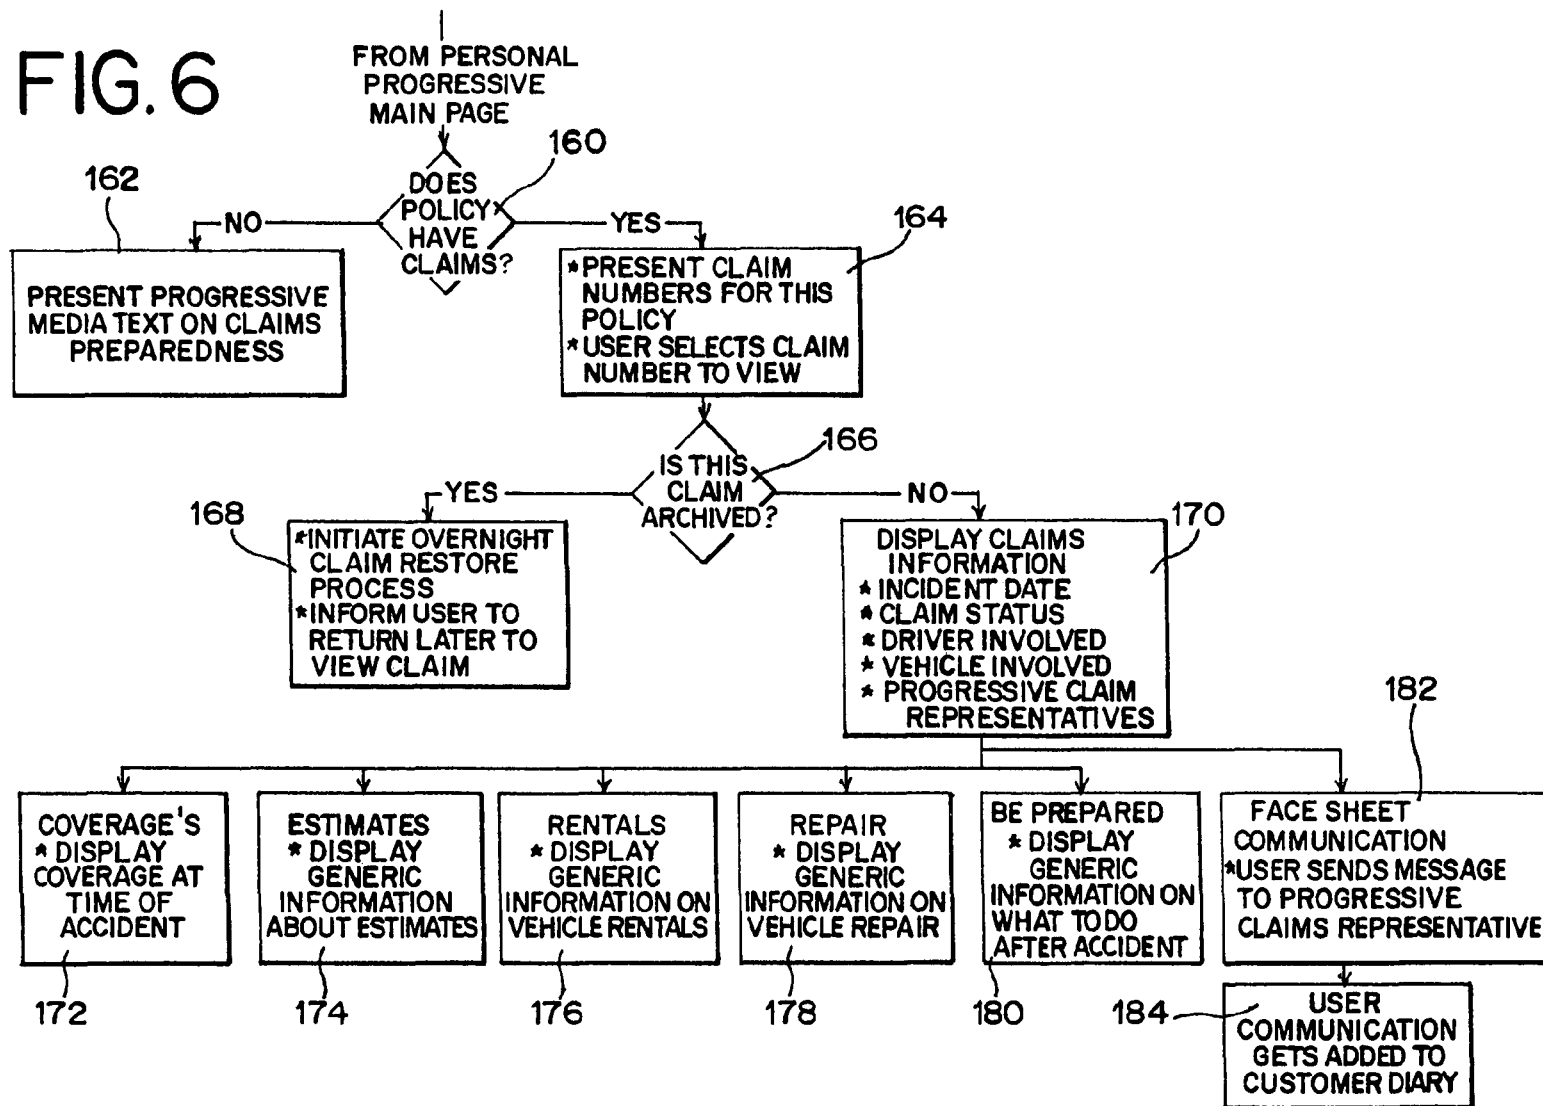 FIG. 6
FROM PERSONAL
PROGRESSIVE
MAIN PAGE
160
DOES
POLICY
HAVE
CLAIMS?
NO
YES
162
PRESENT PROGRESSIVE
MEDIA TEXT ON CLAIMS
PREPAREDNESS
164
*PRESENT CLAIM
NUMBERS FOR THIS
POLICY
*USER SELECTS CLAIM
NUMBER TO VIEW
166
IS THIS
CLAIM
ARCHIVED?
YES
NO
168
*INITIATE OVERNIGHT
CLAIM RESTORE
PROCESS
*INFORM USER TO
RETURN LATER TO
VIEW CLAIM
170
DISPLAY CLAIMS
INFORMATION
* INCIDENT DATE
* CLAIM STATUS
* DRIVER INVOLVED
* VEHICLE INVOLVED
* PROGRESSIVE CLAIM
REPRESENTATIVES
COVERAGE'S
* DISPLAY
COVERAGE AT
TIME OF
ACCIDENT
172
ESTIMATES
* DISPLAY
GENERIC
INFORMATION
ABOUT ESTIMATES
174
RENTALS
* DISPLAY
GENERIC
INFORMATION ON
VEHICLE RENTALS
176
REPAIR
* DISPLAY
GENERIC
INFORMATION ON
VEHICLE REPAIR
178
BE PREPARED
* DISPLAY
GENERIC
INFORMATION ON
WHAT TO DO
AFTER ACCIDENT
180
182
FACE SHEET
COMMUNICATION
*USER SENDS MESSAGE
TO PROGRESSIVE
CLAIMS REPRESENTATIVE
184
USER
COMMUNICATION
GETS ADDED TO
CUSTOMER DIARY